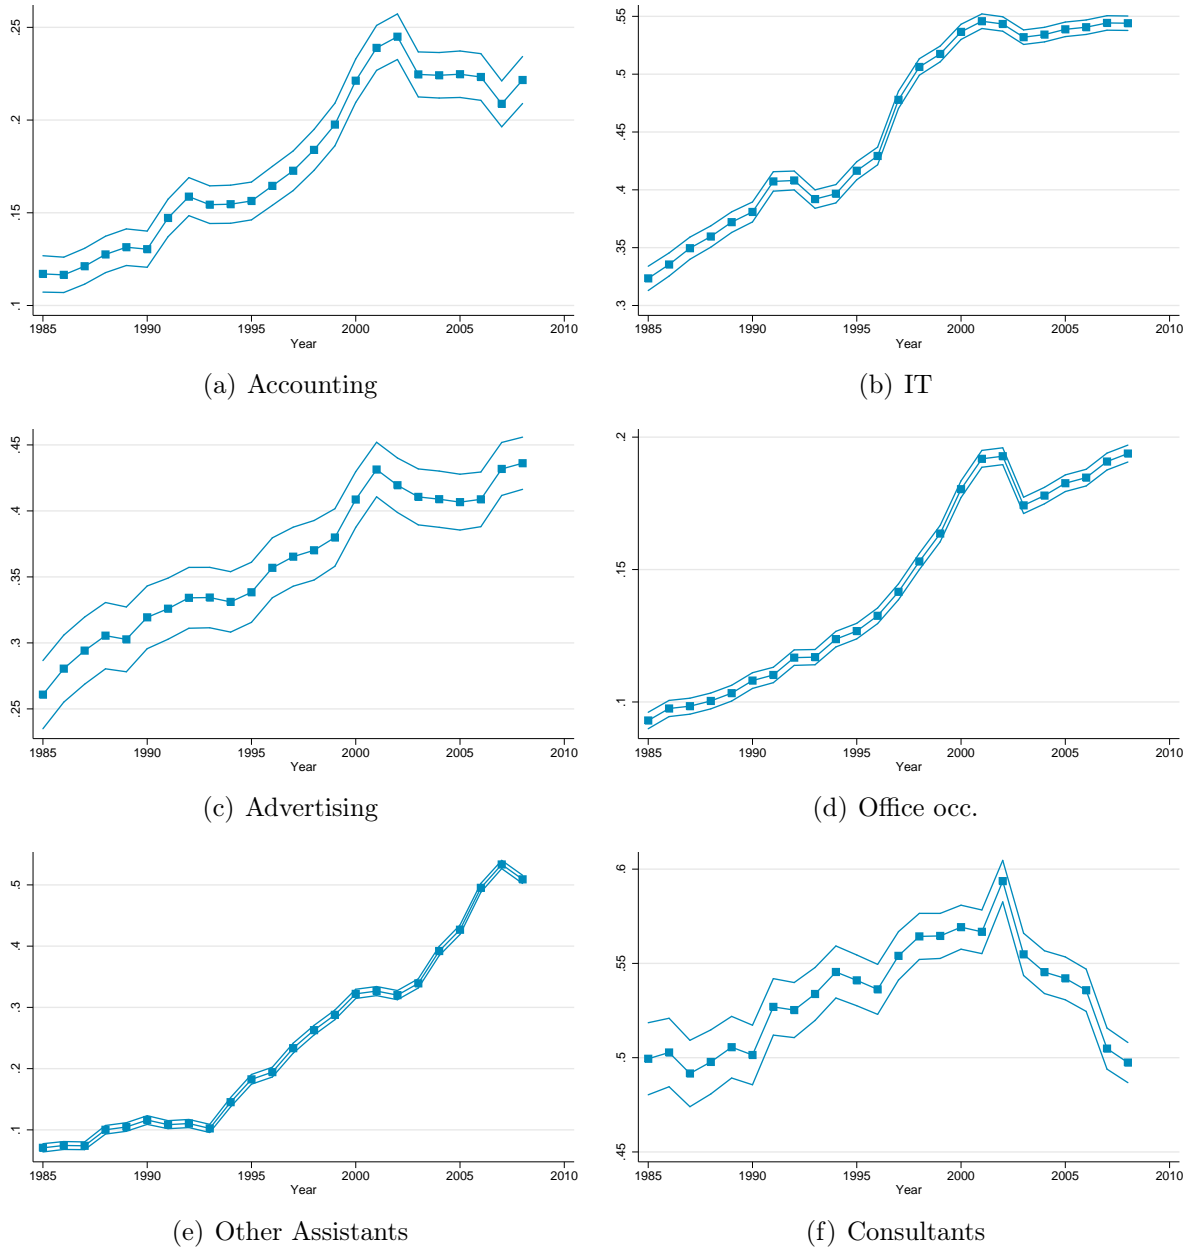 .25
.2
.15
.1
1985 1990 1995 2000 2005 2010
Year
(a) Accounting
.55
.5
.45
.4
.35
.3
1985 1990 1995 2000 2005 2010
Year
(b) IT
.45
.4
.35
.3
.25
1985 1990 1995 2000 2005 2010
Year
(c) Advertising
.2
.15
.1
1985 1990 1995 2000 2005 2010
Year
(d) Office occ.
.5
.4
.3
.2
.1
1985 1990 1995 2000 2005 2010
Year
(e) Other Assistants
.6
.55
.5
.45
1985 1990 1995 2000 2005 2010
Year
(f) Consultants